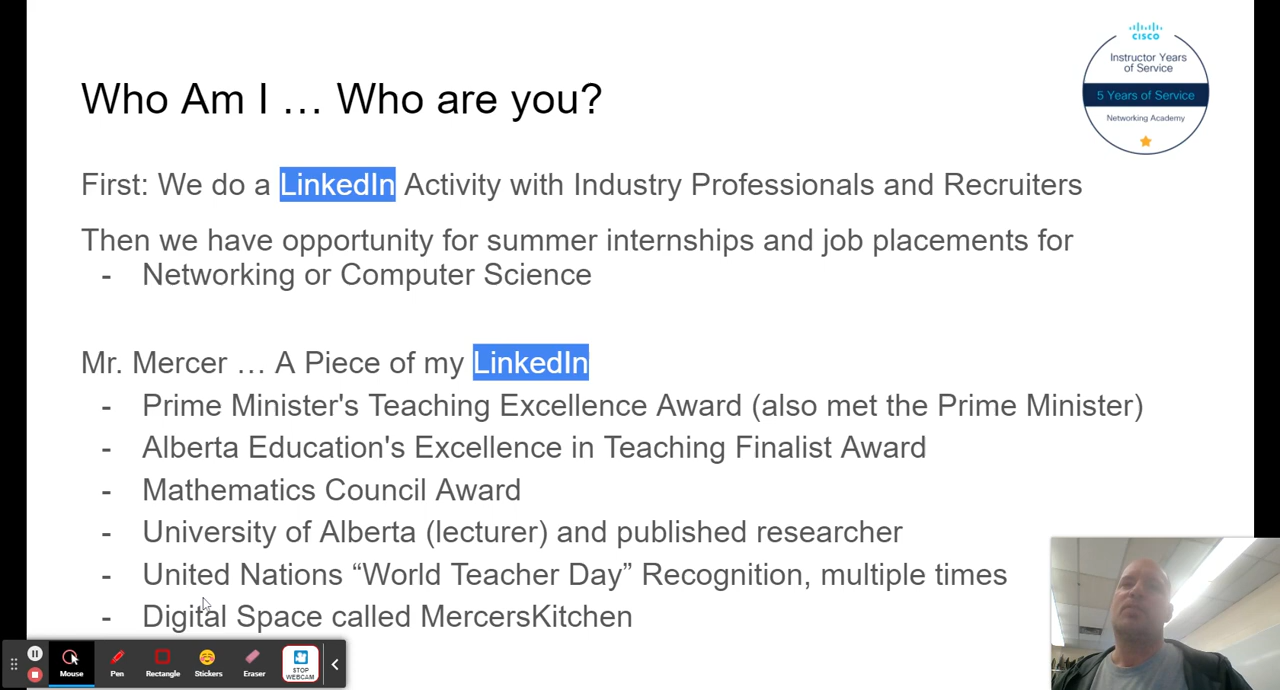 CISCO
Instructor Years
of Service
5 Years of Service
Networking Academy
Who Am I … Who are you?
First: We do a LinkedIn Activity with Industry Professionals and Recruiters
Then we have opportunity for summer internships and job placements for
- Networking or Computer Science
Mr. Mercer … A Piece of my LinkedIn
- Prime Minister's Teaching Excellence Award (also met the Prime Minister)
- Alberta Education's Excellence in Teaching Finalist Award
- Mathematics Council Award
- University of Alberta (lecturer) and published researcher
- United Nations “World Teacher Day” Recognition, multiple times
- Digital Space called MercersKitchen
Mouse Pen Rectangle Stickers Eraser STOP
WEBCAM